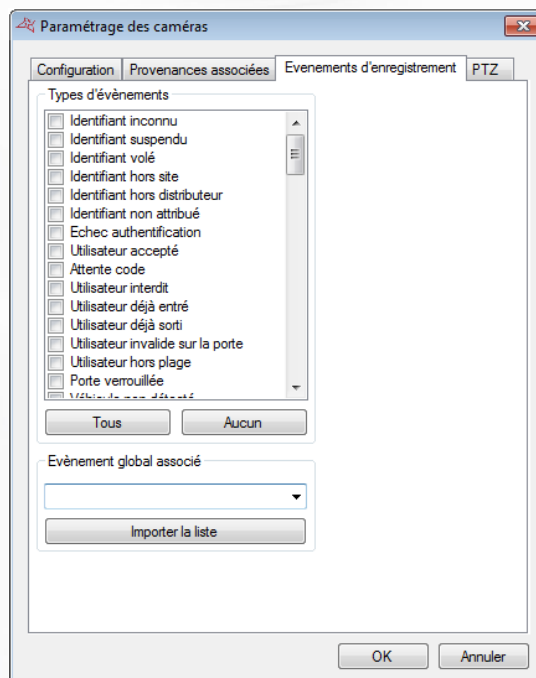 Paramétrage des caméras
Configuration Provenances associées Evenements d'enregistrement PTZ
Types d'évènements
Identifiant inconnu
Identifiant suspendu
Identifiant volé
Identifiant hors site
Identifiant hors distributeur
Identifiant non attribué
Echec authentification
Utilisateur accepté
Attente code
Utilisateur interdit
Utilisateur déjà entré
Utilisateur déjà sorti
Utilisateur invalide sur la porte
Utilisateur hors plage
Porte verrouillée
Véhicule non détecté
Tous Aucun
Evènement global associé
Importer la liste
OK Annuler